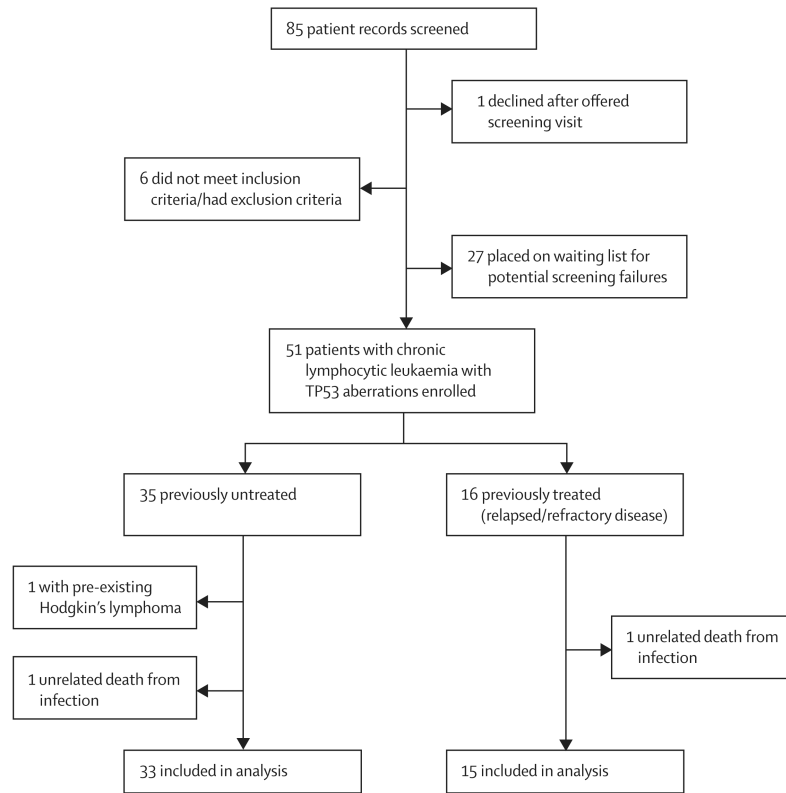 85 patient records screened
1 declined after offered
screening visit
6 did not meet inclusion
criteria/had exclusion criteria
27 placed on waiting list for
potential screening failures
51 patients with chronic
lymphocytic leukaemia with
TP53 aberrations enrolled
35 previously untreated
16 previously treated
(relapsed/refractory disease)
1 with pre-existing
Hodgkin's lymphoma
1 unrelated death from
infection
1 unrelated death from
infection
33 included in analysis
15 included in analysis